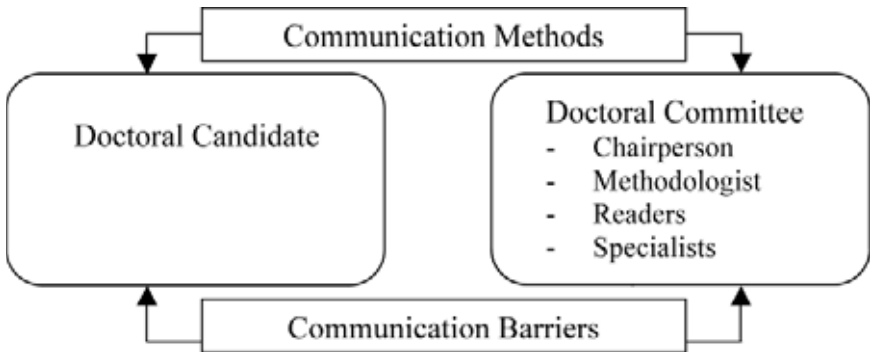 Communication Methods
Doctoral Candidate
Doctoral Committee
- Chairperson
- Methodologist
- Readers
- Specialists
Communication Barriers